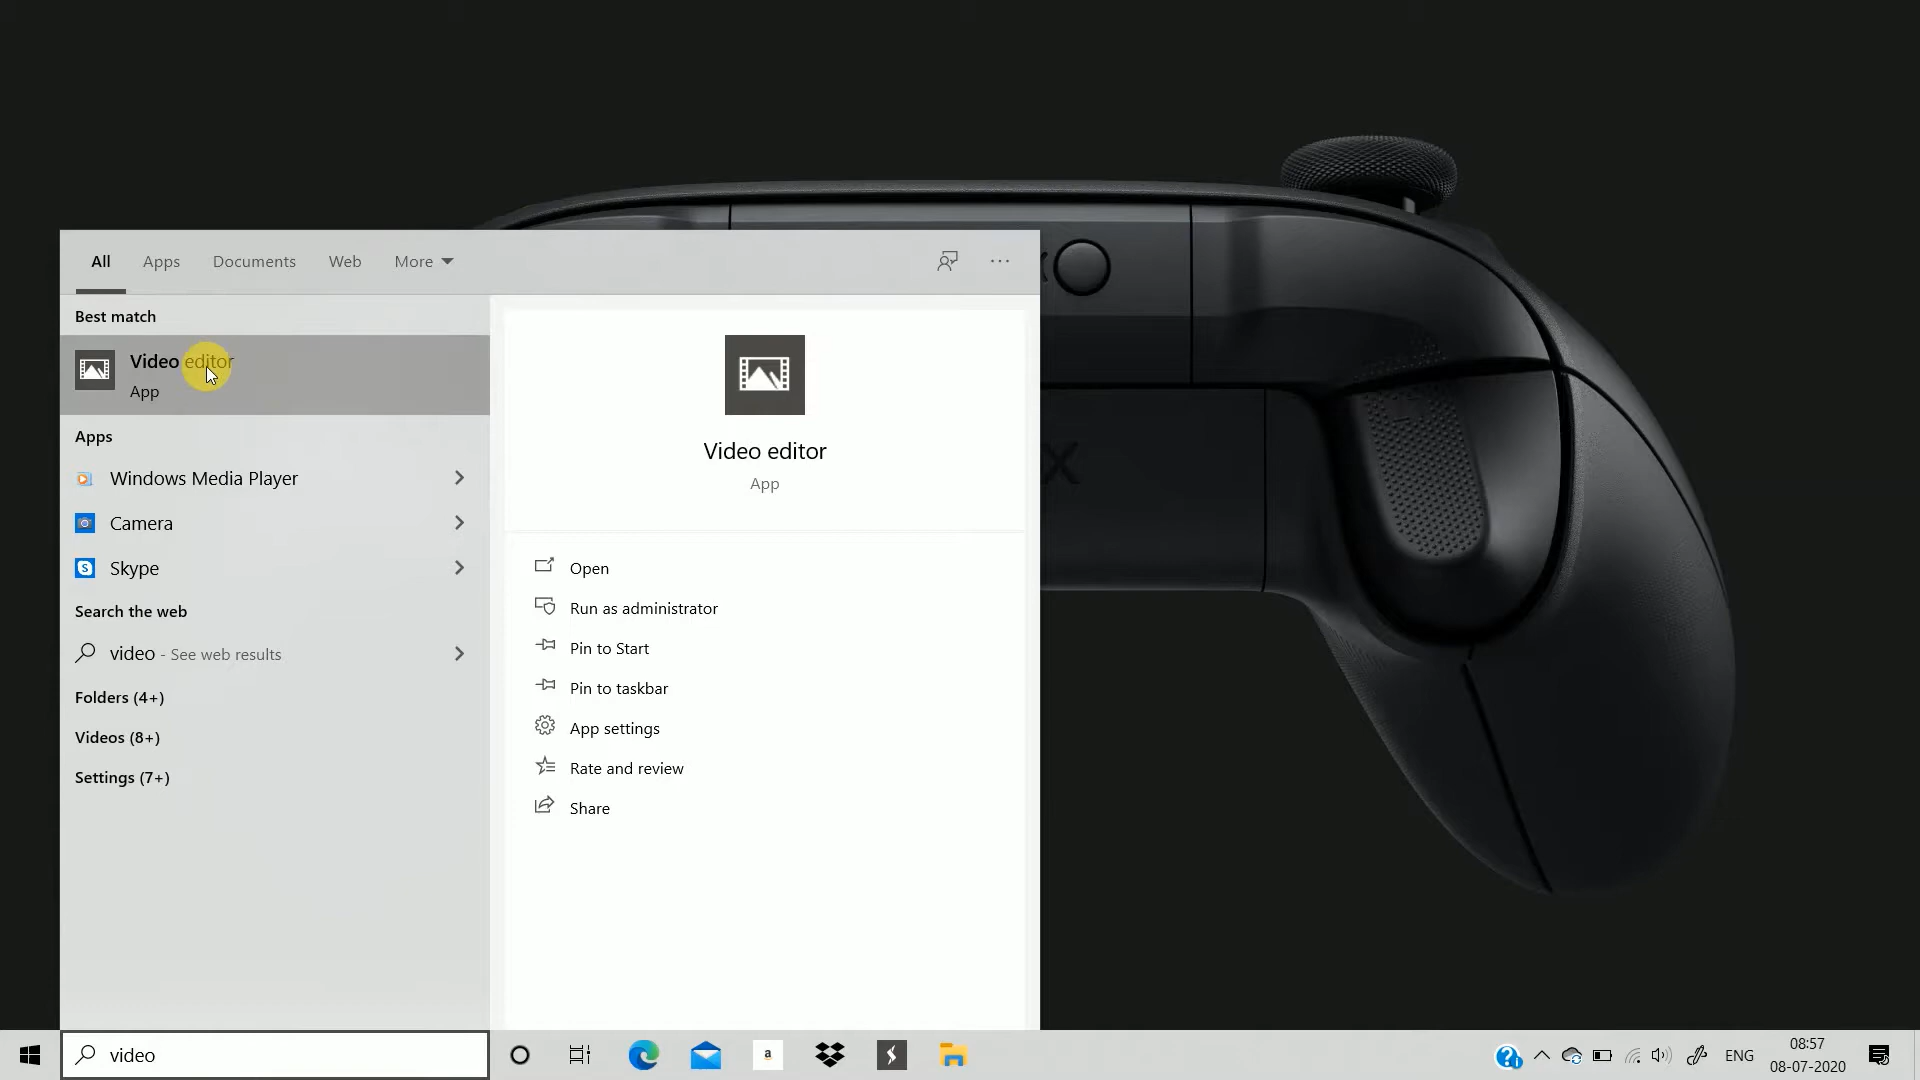 All Apps Documents Web More
Best match
Video editor
App
Apps
Windows Media Player
Camera
Skype
Search the web
video - See web results
Folders (4+)
Videos (8+)
Settings (7+)
Video editor
App
Open
Run as administrator
Pin to Start
Pin to taskbar
App settings
Rate and review
Share
X
video
a
ENG
08:57
08-07-2020